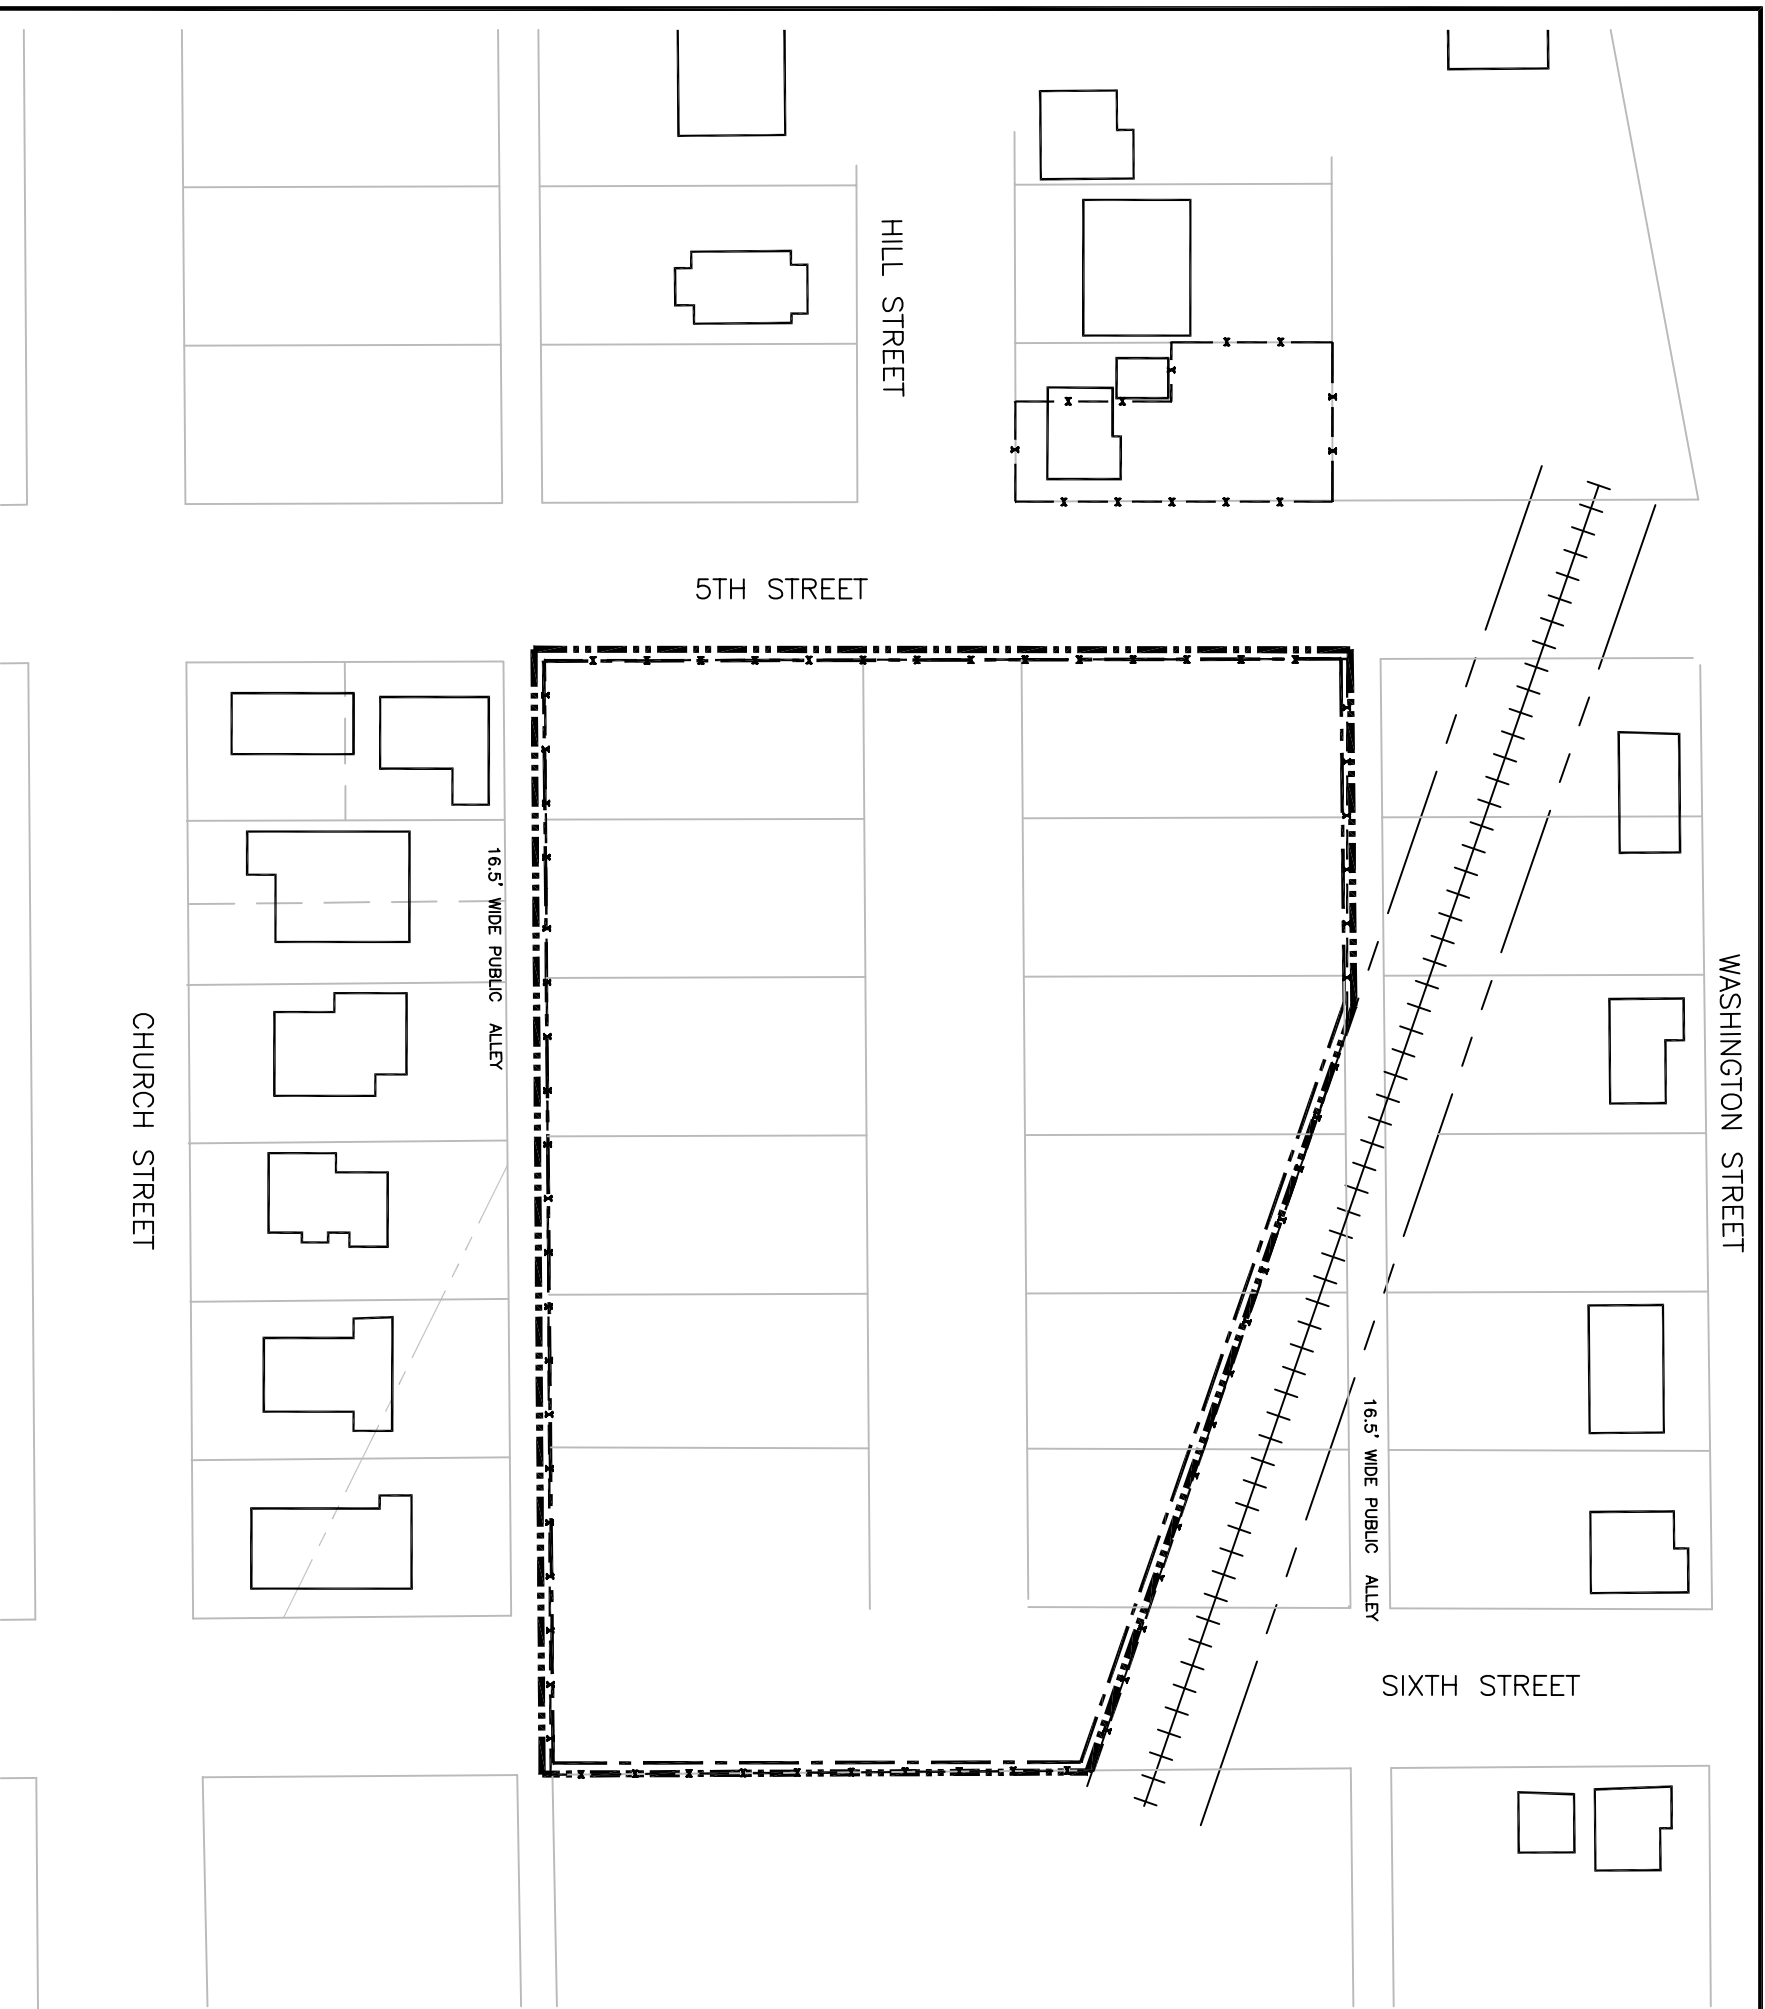 HILL STREET
5TH STREET
16.5' WIDE PUBLIC ALLEY
CHURCH STREET
WASHINGTON STREET
16.5' WIDE PUBLIC ALLEY
SIXTH STREET